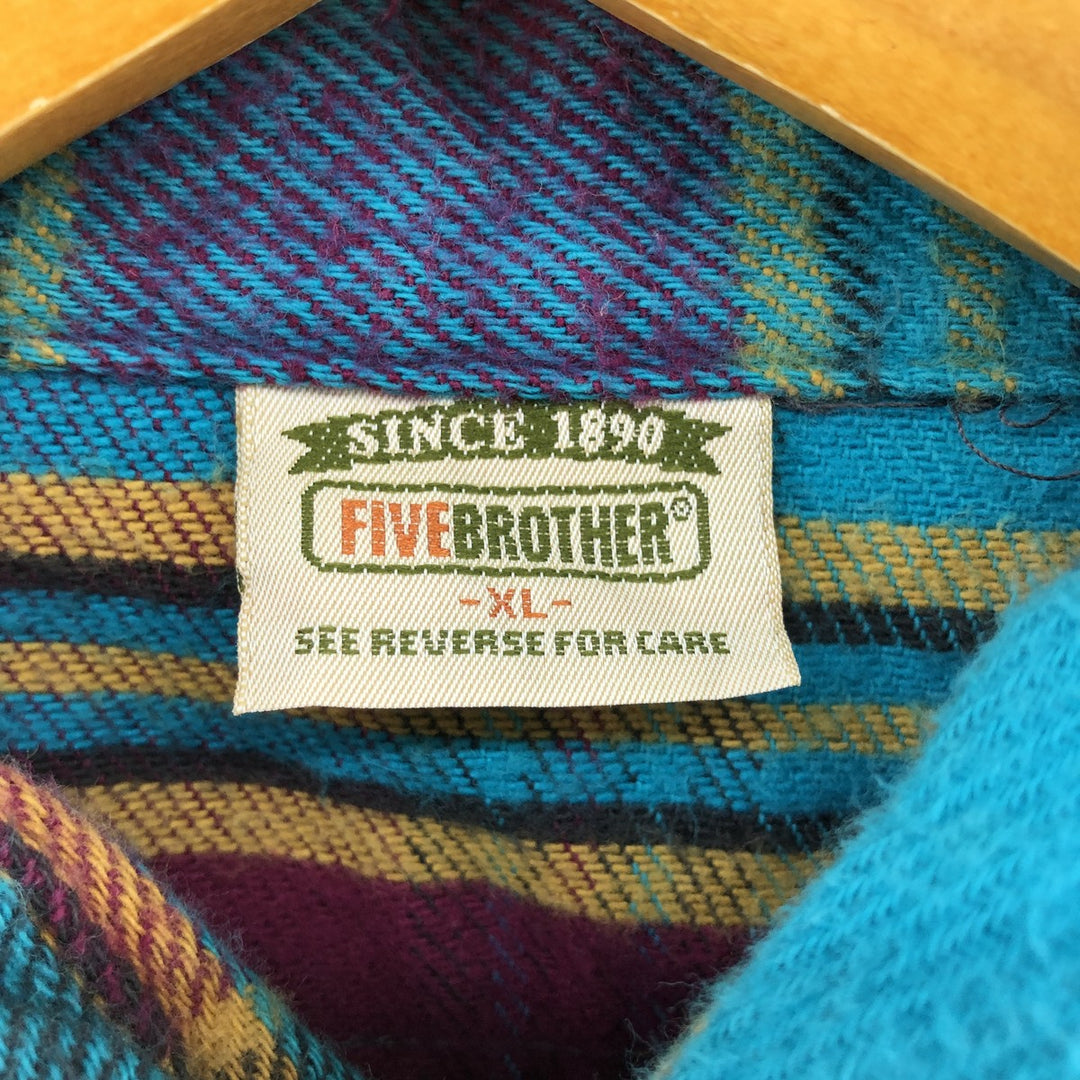 SINCE 1890
FIVEBROTHER®
-XL-
SEE REVERSE FOR CARE